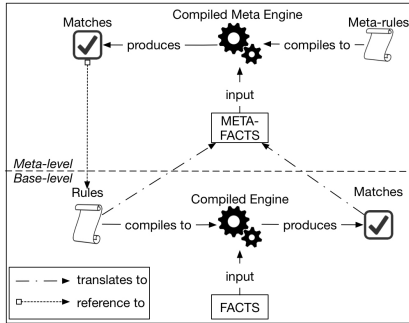 Matches
produces
Compiled Meta Engine
compiles to
Meta-rules
input
META-
FACTS
Meta-level
Base-level
Rules
compiles to
Compiled Engine
produces
Matches
input
FACTS
translates to
reference to